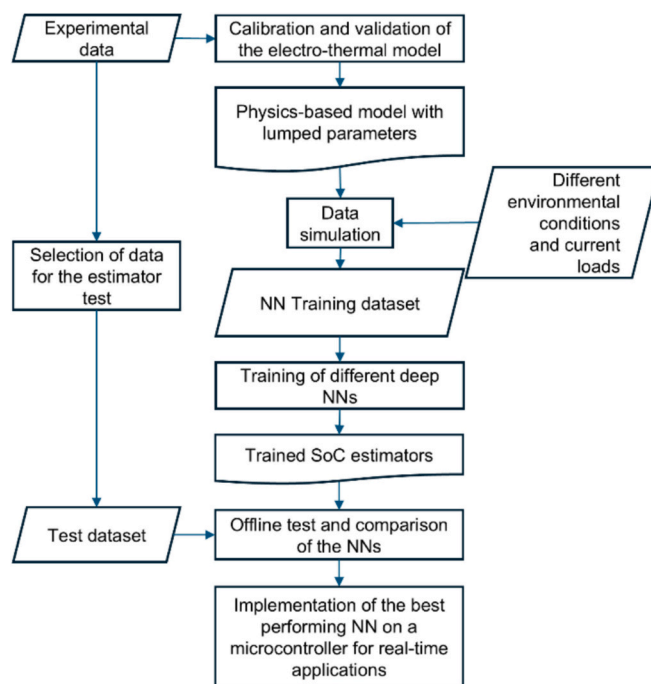 Experimental
data
Calibration and validation of
the electro-thermal model
Physics-based model with
lumped parameters
Different
environmental
conditions
and current
loads
Data
simulation
Selection of data
for the estimator
test
NN Training dataset
Training of different deep
NNs
Trained SoC estimators
Test dataset
Offline test and comparison
of the NNs
Implementation of the best
performing NN on a
microcontroller for real-time
applications